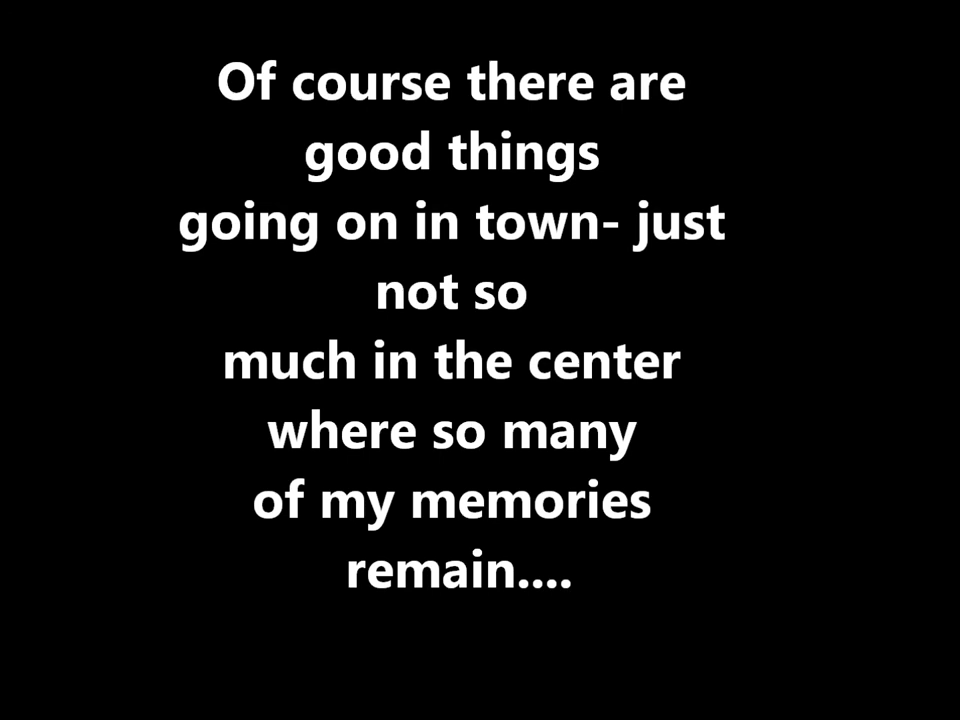 Of course there are
good things
going on in town- just
not so
much in the center
where so many
of my memories
remain....